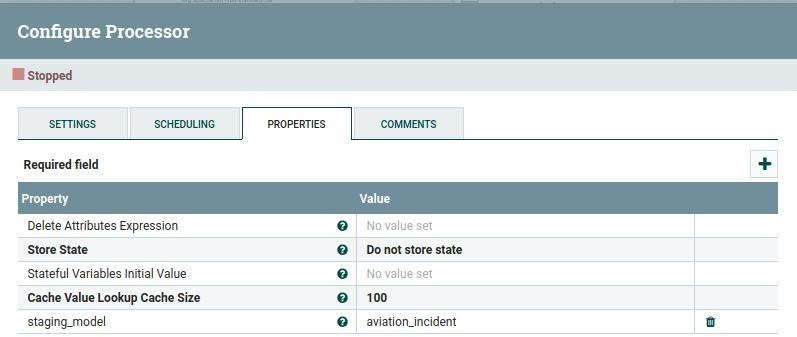 Configure Processor
Stopped
SETTINGS SCHEDULING PROPERTIES COMMENTS
Required field
Property Value
Delete Attributes Expression No value set
Store State Do not store state
Stateful Variables Initial Value No value set
Cache Value Lookup Cache Size 100
staging_model aviation_incident